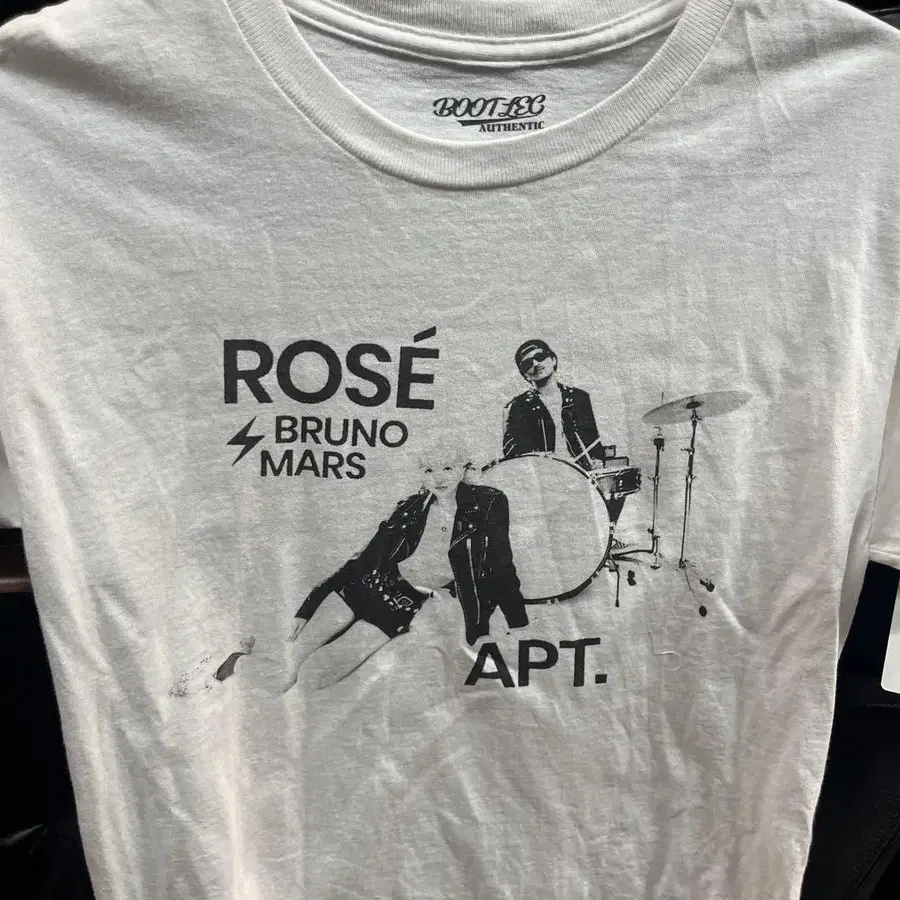 BOOTLEG
AUTHENTIC
ROSÉ
BRUNO
MARS
APT.